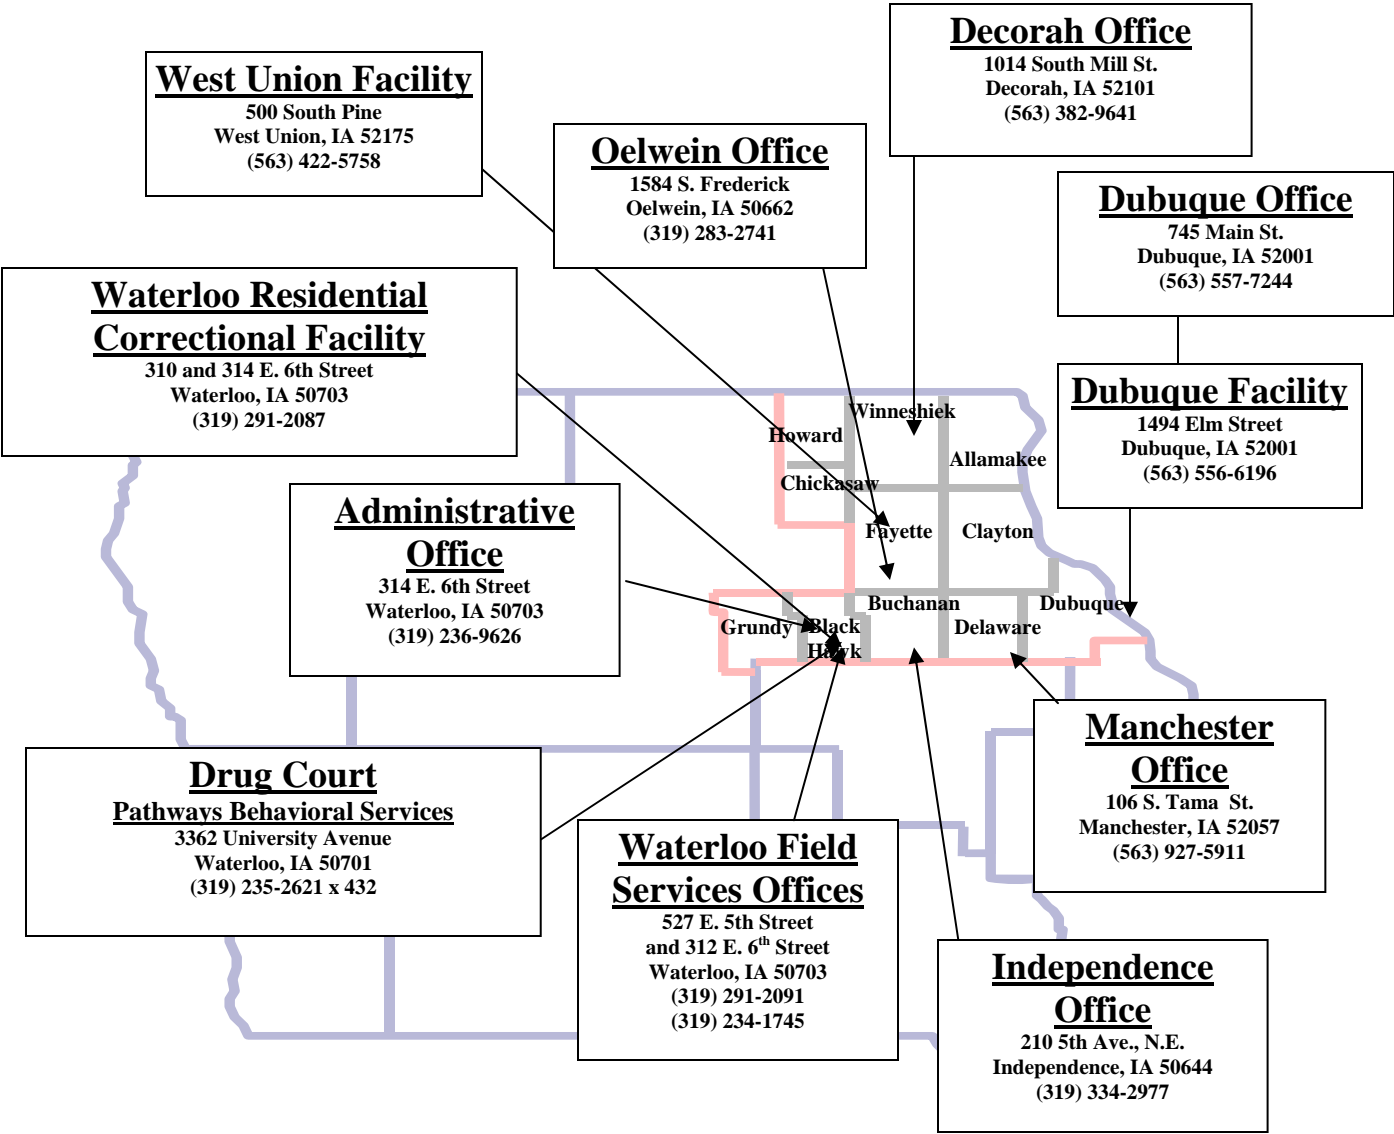 Decorah Office
1014 South Mill St.
Decorah, IA 52101
(563) 382-9641
West Union Facility
500 South Pine
West Union, IA 52175
(563) 422-5758
Oelwein Office
1584 S. Frederick
Oelwein, IA 50662
(319) 283-2741
Dubuque Office
745 Main St.
Dubuque, IA 52001
(563) 557-7244
Waterloo Residential
Correctional Facility
310 and 314 E. 6th Street
Waterloo, IA 50703
(319) 291-2087
Dubuque Facility
1494 Elm Street
Dubuque, IA 52001
(563) 556-6196
Winneshiek
Howard
Allamakee
Chickasaw
Fayette
Clayton
Buchanan
Dubuque
Grundy
Black
Hawk
Delaware
Administrative
Office
314 E. 6th Street
Waterloo, IA 50703
(319) 236-9626
Manchester
Office
106 S. Tama  St.
Manchester, IA 52057
(563) 927-5911
Drug Court
Pathways Behavioral Services
3362 University Avenue
Waterloo, IA 50701
(319) 235-2621 x 432
Waterloo Field
Services Offices
527 E. 5th Street
and 312 E. 6th Street
Waterloo, IA 50703
(319) 291-2091
(319) 234-1745
Independence
Office
210 5th Ave., N.E.
Independence, IA 50644
(319) 334-2977